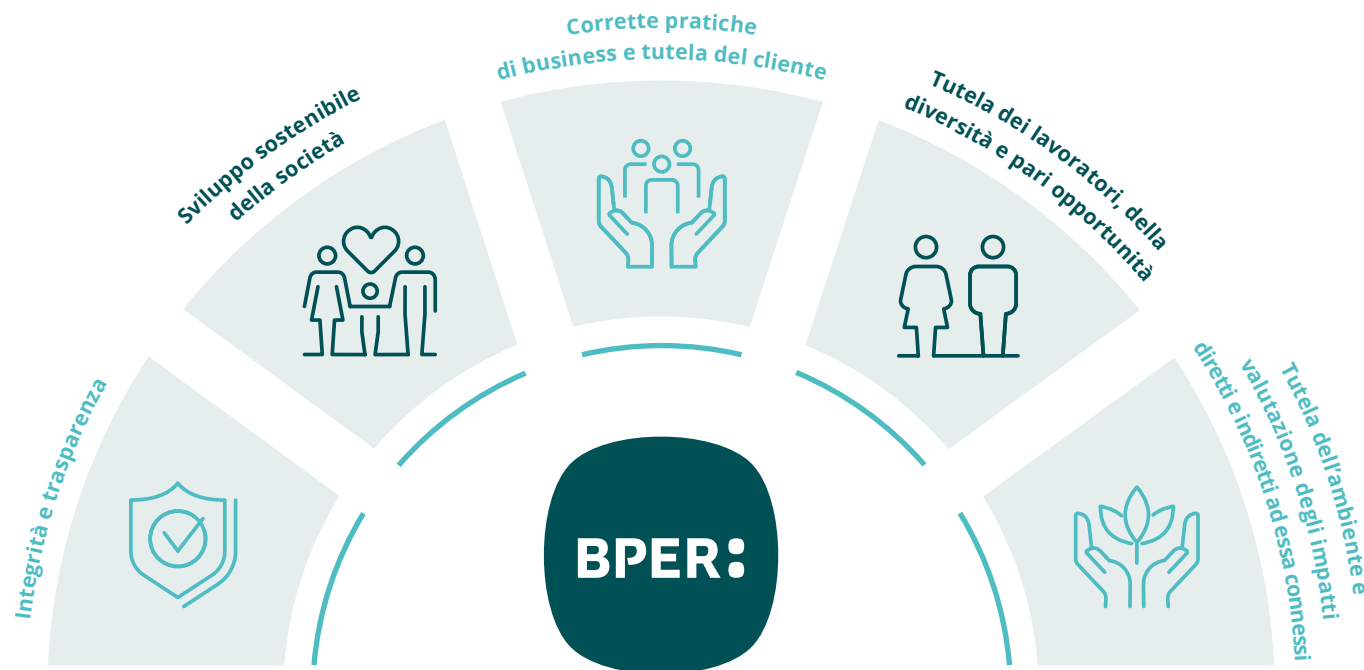 Integrità e trasparenza
Sviluppo sostenibile
della società
Corrette pratiche
di business e tutela del cliente
Tutela dei lavoratori, della
diversità e pari opportunità
Tutela dell'ambiente e
valutazione degli impatti
diretti e indiretti ad essa connessi
BPER: